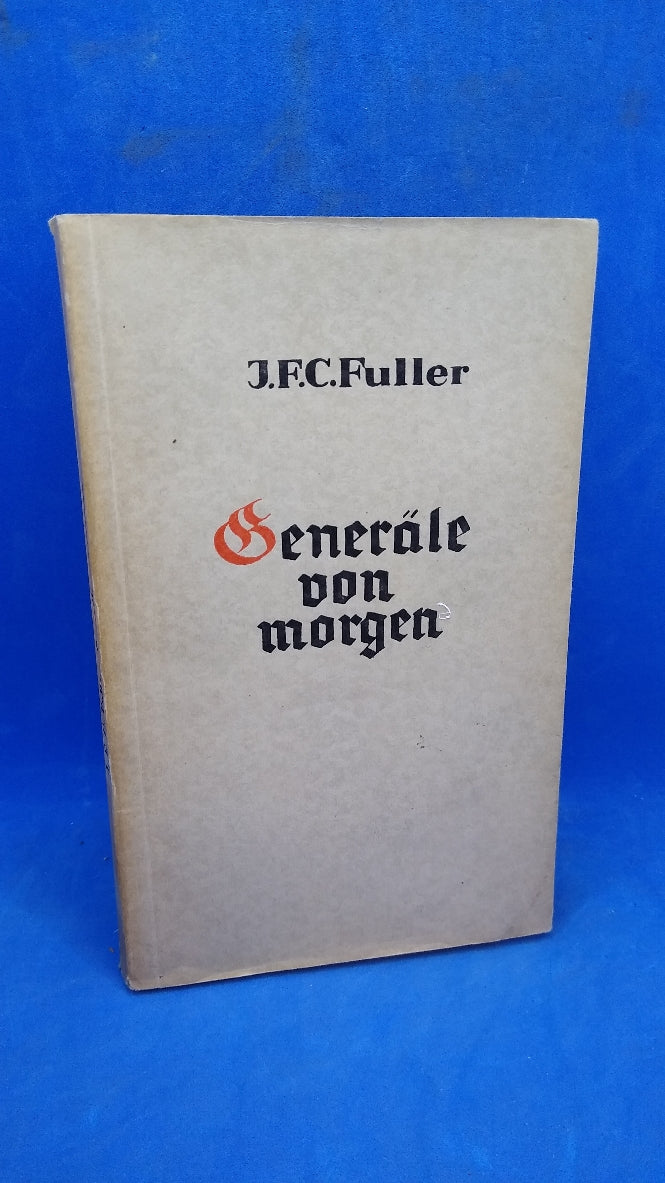 J.F.C.Fuller
Generäle
von
morgen